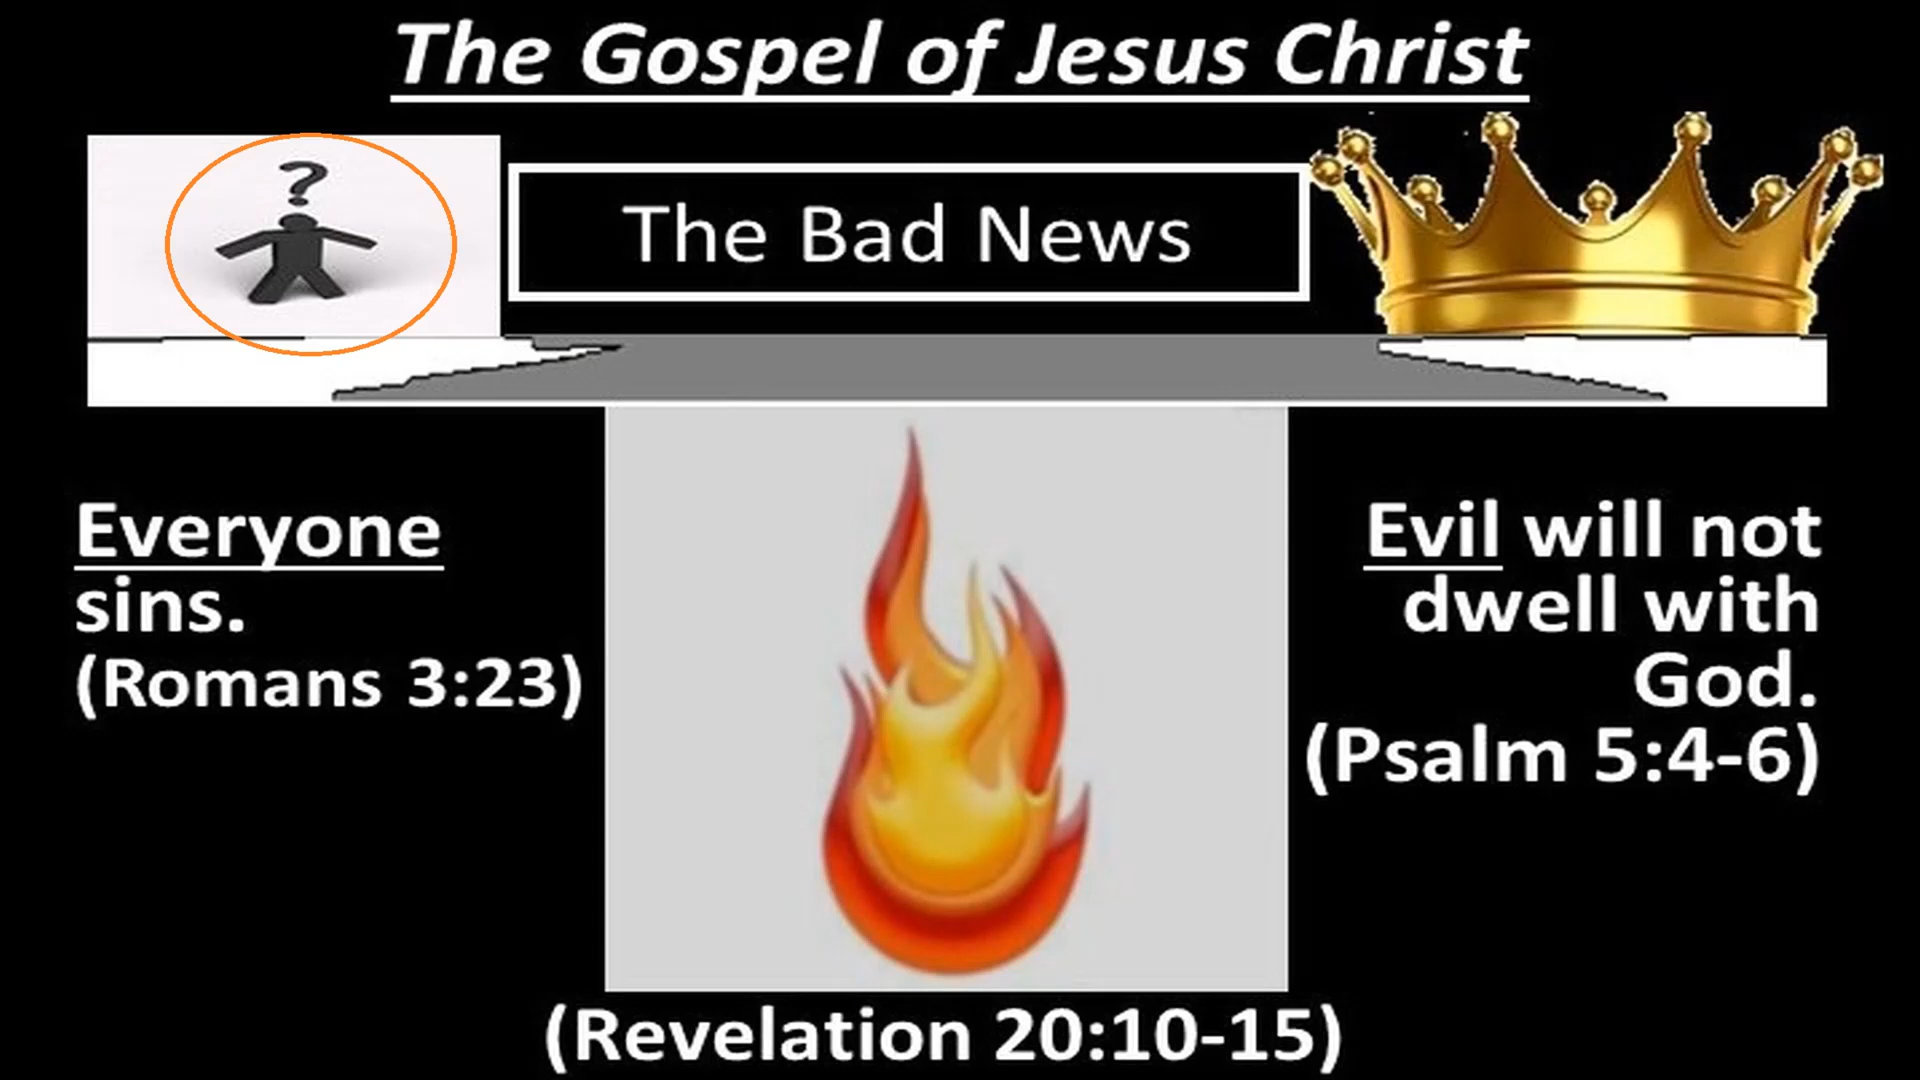 The Gospel of Jesus Christ
?
The Bad News
Everyone
sins.
(Romans 3:23)
Evil will not
dwell with
God.
(Psalm 5:4-6)
(Revelation 20:10-15)